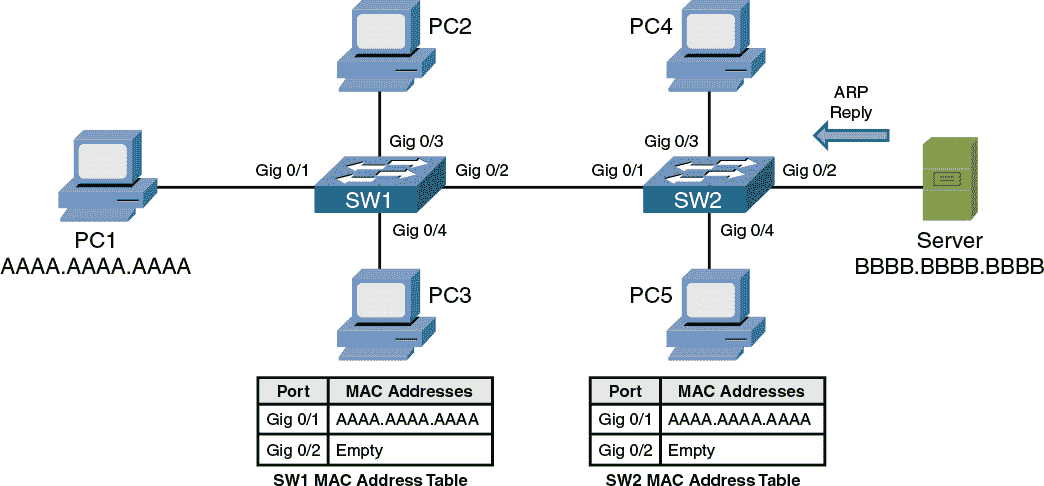 PC2
PC4
ARP
Reply
Gig 0/3
Gig 0/3
Gig 0/1
Gig 0/2
Gig 0/1
Gig 0/2
SW1
SW2
Gig 0/4
Gig 0/4
PC1
AAAA.AAAA.AAAA
Server
BBBB.BBBB.BBBB
PC3
PC5
Port MAC Addresses
Gig 0/1 AAAA.AAAA.AAAA
Gig 0/2 Empty
SW1 MAC Address Table
Port MAC Addresses
Gig 0/1 AAAA.AAAA.AAAA
Gig 0/2 Empty
SW2 MAC Address Table